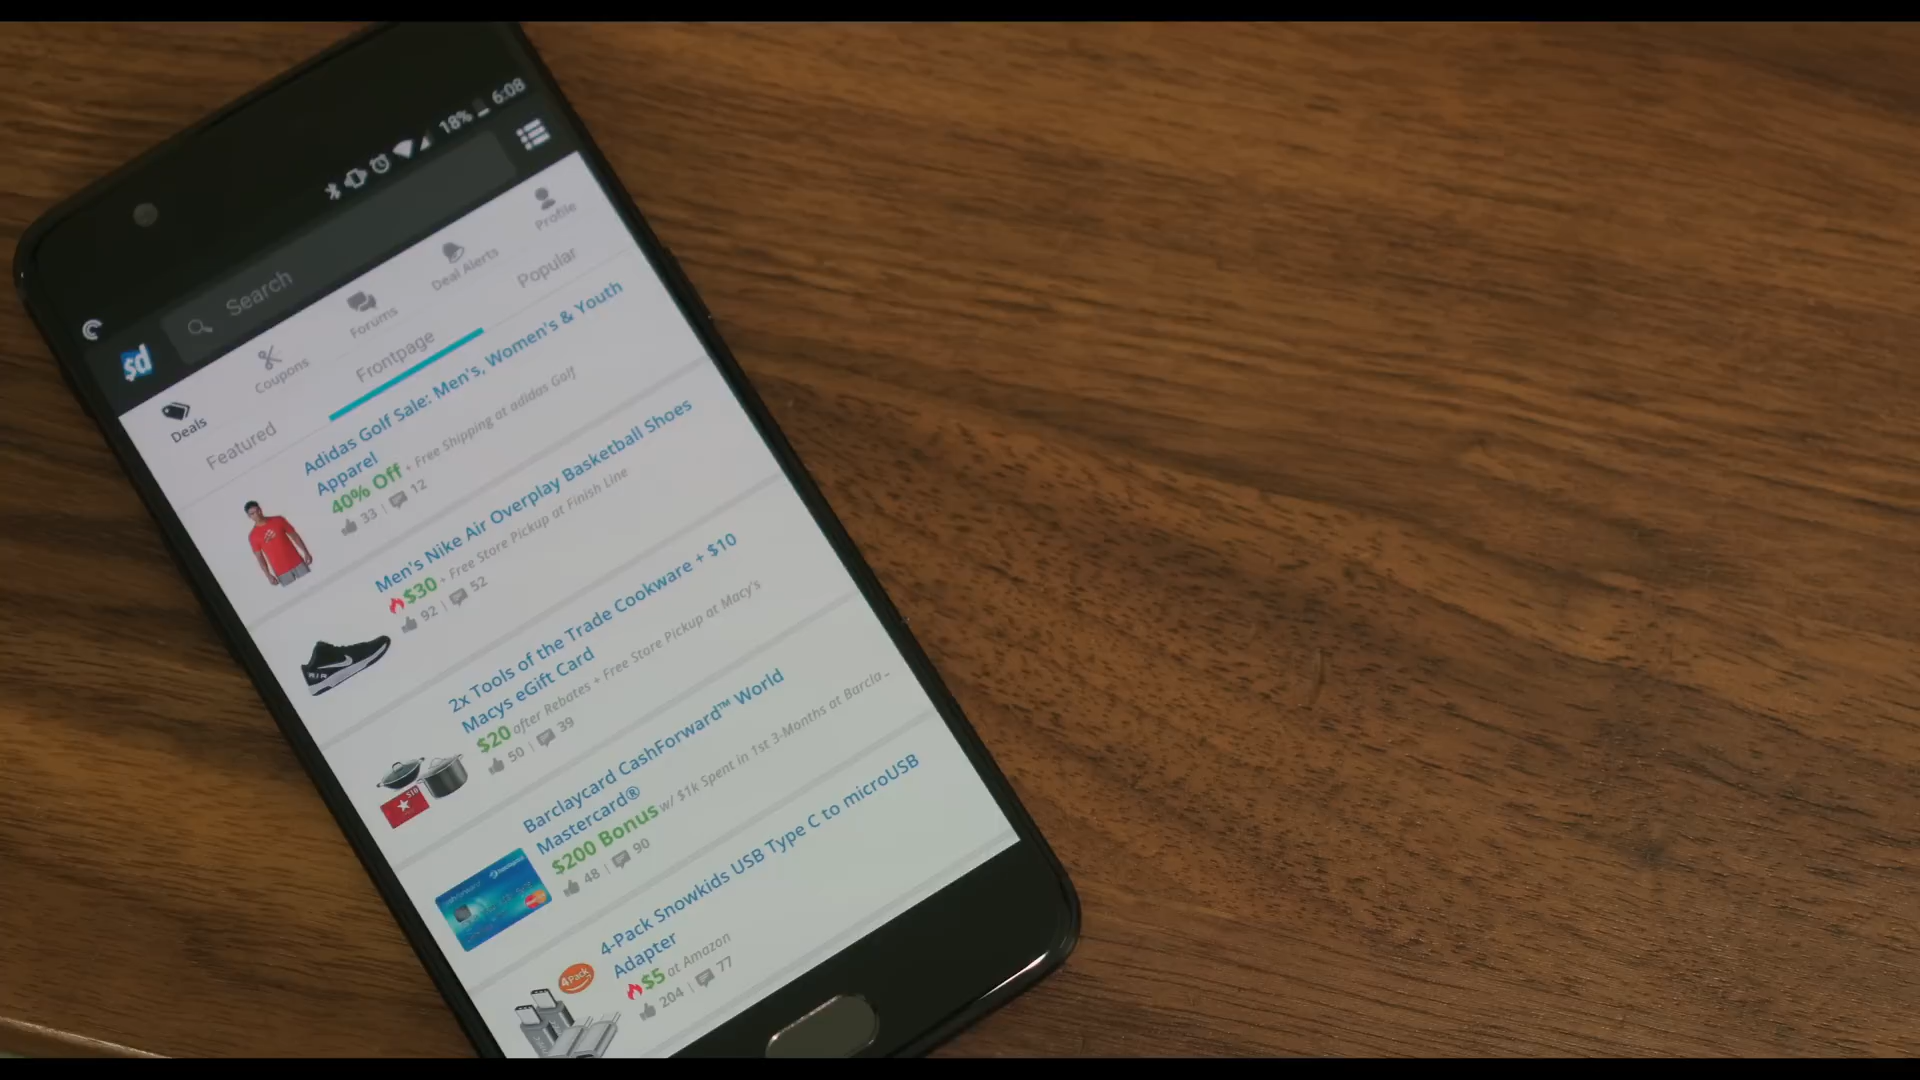 18% 6:08
$d
Search
Deals
Coupons
Forums
Deal Alerts
Profile
Featured
Frontpage
Popular
Adidas Golf Sale: Men's, Women's & Youth
Apparel
40% Off + Free Shipping at adidas Golf
33 | 12
Men's Nike Air Overplay Basketball Shoes
$30 + Free Store Pickup at Finish Line
92 | 52
2x Tools of the Trade Cookware + $10
Macys eGift Card
$20 after Rebates + Free Store Pickup at Macy's
50 | 39
$10
Barclaycard CashForward™ World
Mastercard®
$200 Bonus w/ $1k Spent in 1st 3-Months at Barcla...
48 | 90
4-Pack Snowkids USB Type C to microUSB
Adapter
$5 at Amazon
204 | 77
4Pack